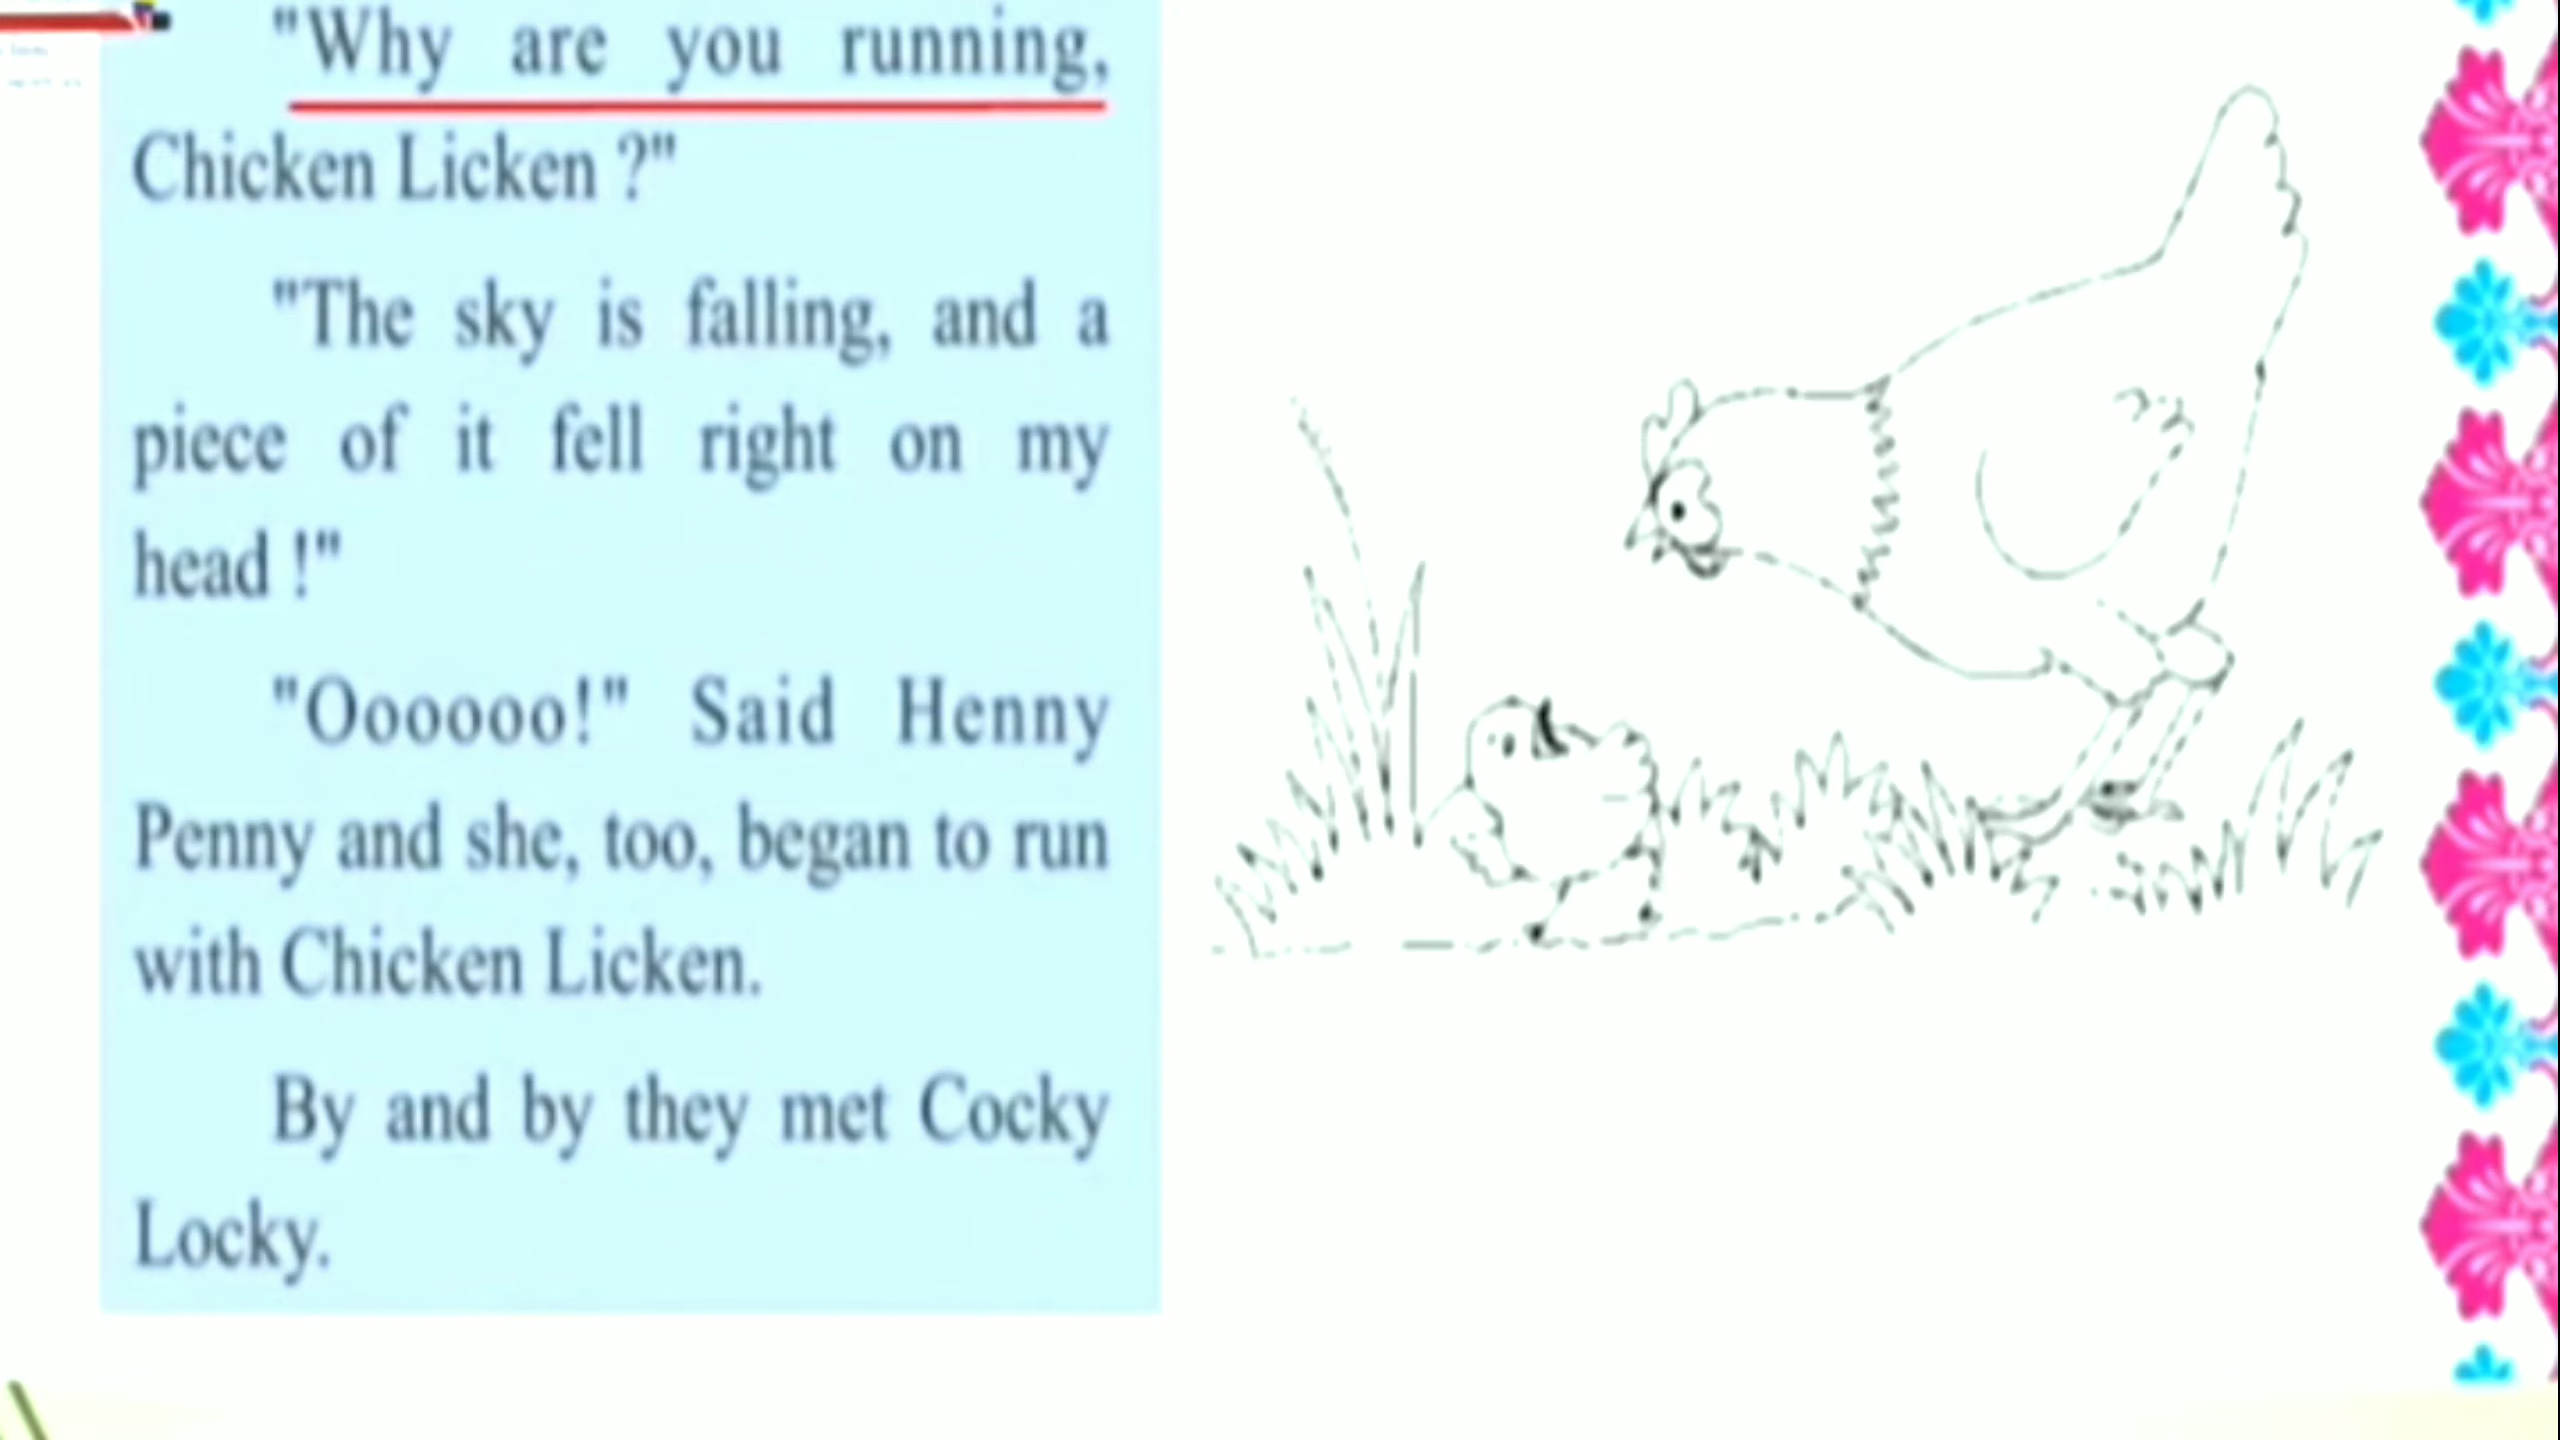 "Why are you running,
Chicken Licken ?"
"The sky is falling, and a
piece of it fell right on my
head !"
"Oooooo!" Said Henny
Penny and she, too, began to run
with Chicken Licken.
By and by they met Cocky
Locky.